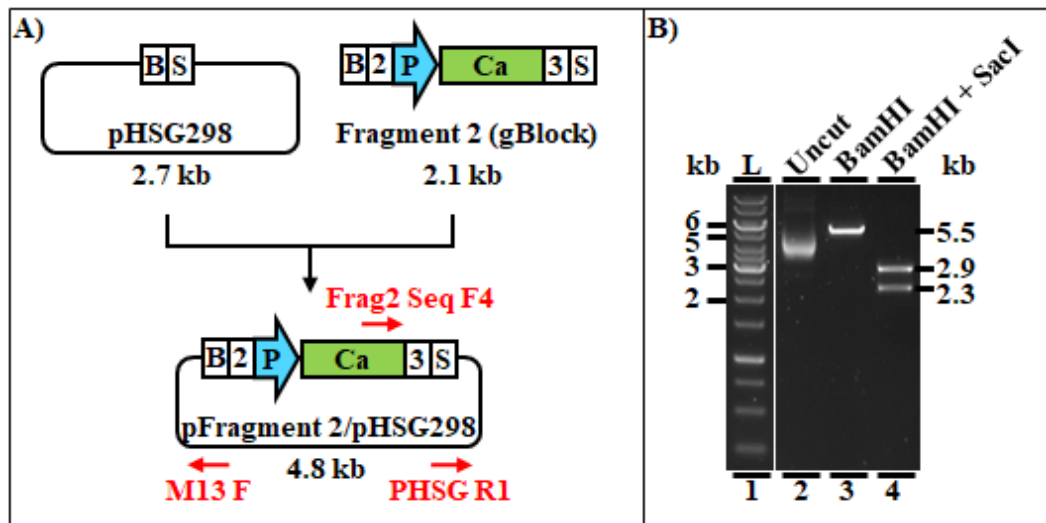 A)
B S
pHSG298
2.7 kb
B 2 P Ca 3 S
Fragment 2 (gBlock)
2.1 kb
Frag2 Seq F4
B 2 P Ca 3 S
pFragment 2/pHSG298
4.8 kb
M13 F
PHSG R1
B)
Uncut
BamHI
BamHI + SacI
kb L kb
6
5
3
2
5.5
2.9
2.3
1 2 3 4